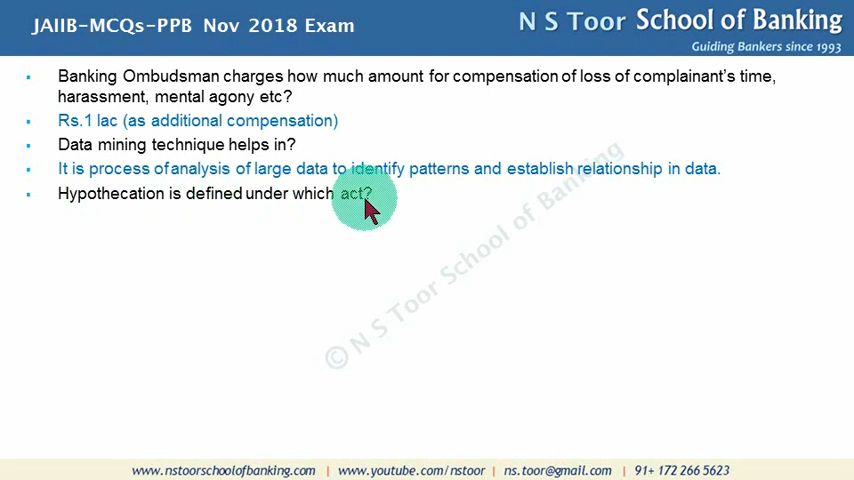 JAIIB-MCQs-PPB Nov 2018 Exam
N S Toor School of Banking
Guiding Bankers since 1993
▪ Banking Ombudsman charges how much amount for compensation of loss of complainant's time,
harassment, mental agony etc?
▪ Rs.1 lac (as additional compensation)
▪ Data mining technique helps in?
▪ It is process of analysis of large data to identify patterns and establish relationship in data.
▪ Hypothecation is defined under which act?
© N S Toor School of Banking
www.nstoorschoolofbanking.com | www.youtube.com/nstoor | ns.toor@gmail.com | 91+ 172 266 5623